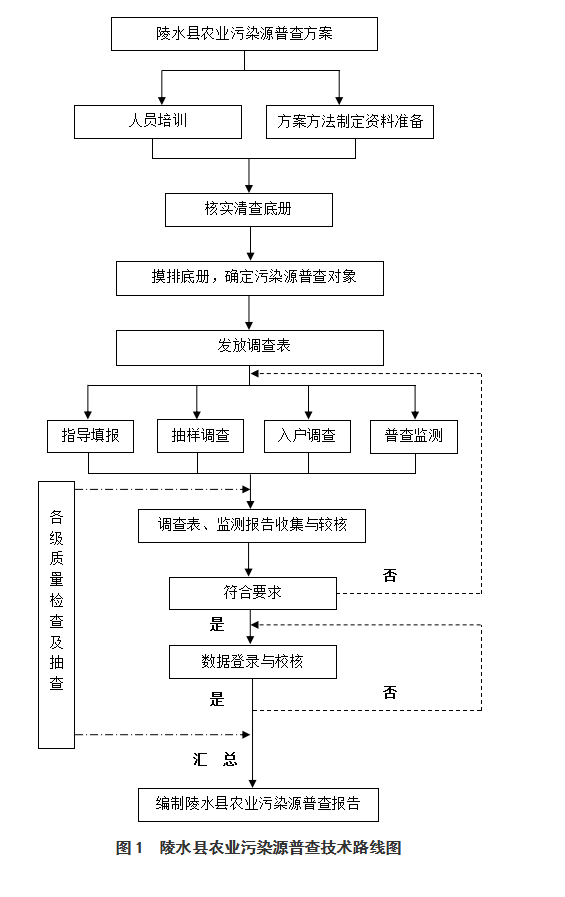 陵水县农业污染源普查方案
人员培训
方案方法制定资料准备
核实清查底册
摸排底册，确定污染源普查对象
发放调查表
指导填报
抽样调查
入户调查
普查监测
各级质量检查及抽查
调查表、监测报告收集与较核
符合要求
否
是
数据登录与校核
是
否
汇 总
编制陵水县农业污染源普查报告
图 1 陵水县农业污染源普查技术路线图